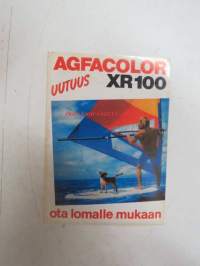 AGFACOLOR
UUTUUS XR100
ota lomalle mukaan